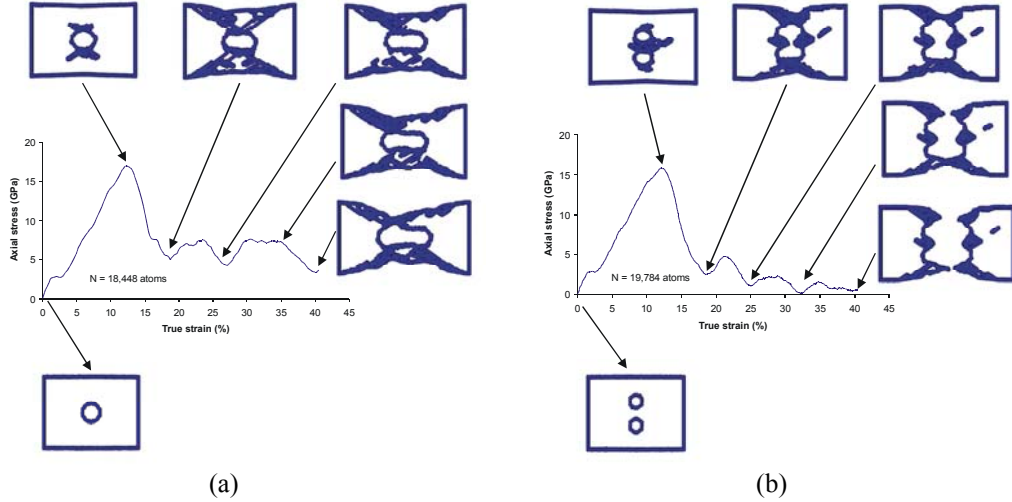 20
15
10
5
0
Axial stress (GPa)
N = 18,448 atoms
0 5 10 15 20 25 30 35 40 45
True strain (%)
(a)
20
15
10
5
0
Axial stress (GPa)
N = 19,784 atoms
0 5 10 15 20 25 30 35 40 45
True strain (%)
(b)